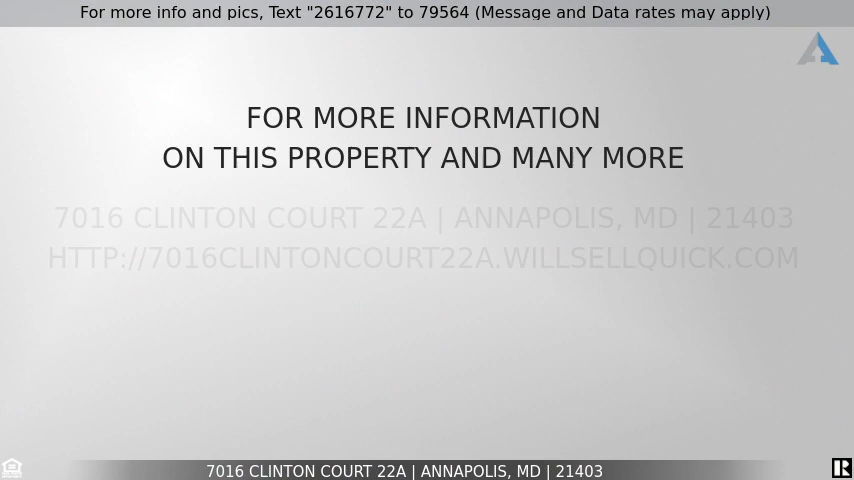 For more info and pics, Text "2616772" to 79564 (Message and Data rates may apply)
FOR MORE INFORMATION
ON THIS PROPERTY AND MANY MORE
7016 CLINTON COURT 22A | ANNAPOLIS, MD | 21403
HTTP://7016CLINTONCOURT22A.WILLSELLQUICK.COM
7016 CLINTON COURT 22A | ANNAPOLIS, MD | 21403